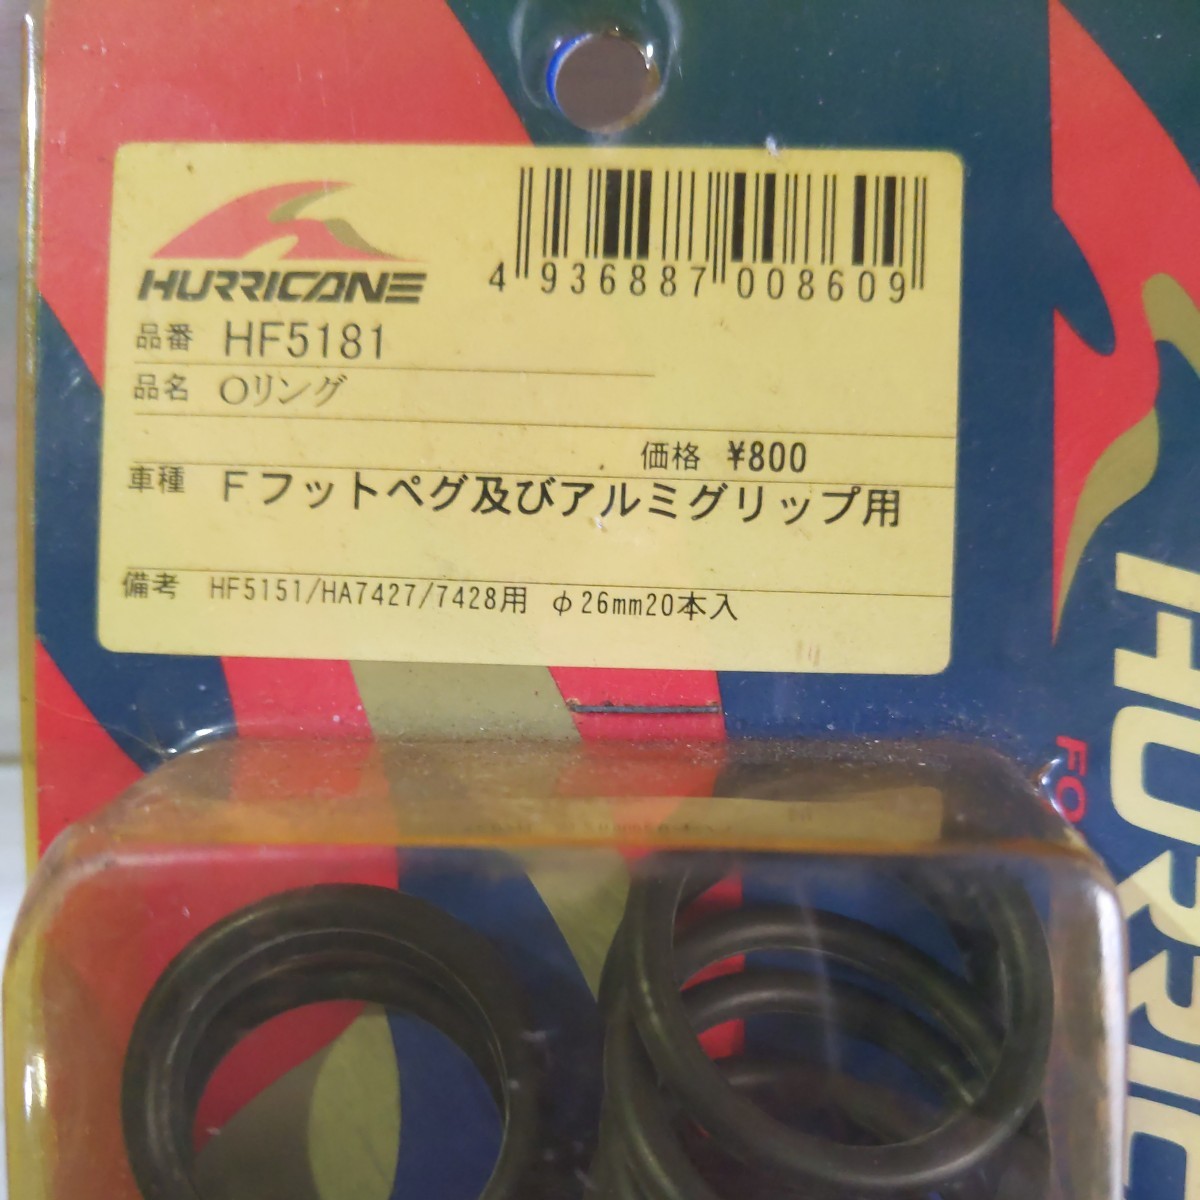 HURRICANE
4 936887 008609
品番 HF5181
品名 Oリング
価格 ¥800
車種 Fフットペグ及びアルミグリップ用
備考 HF5151/HA7427/7428用 φ26mm20本入
HURRIC
FO